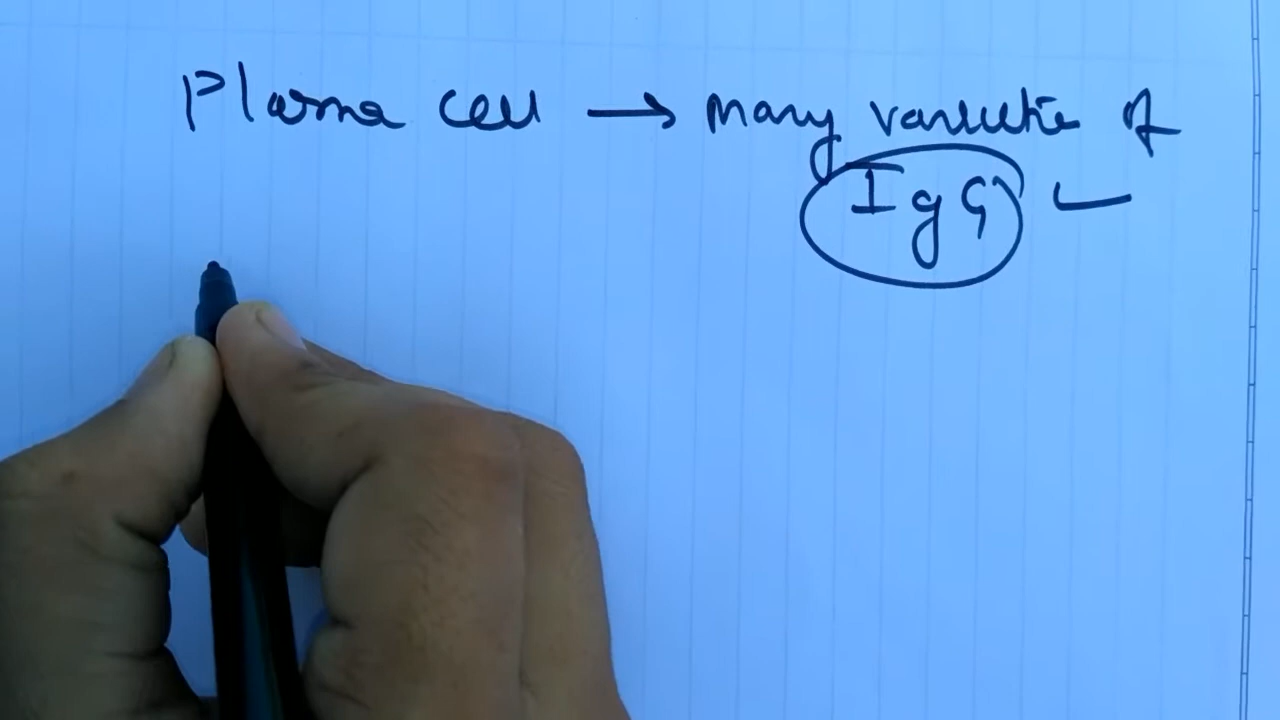 Plasma cell → many varieties of
IgG